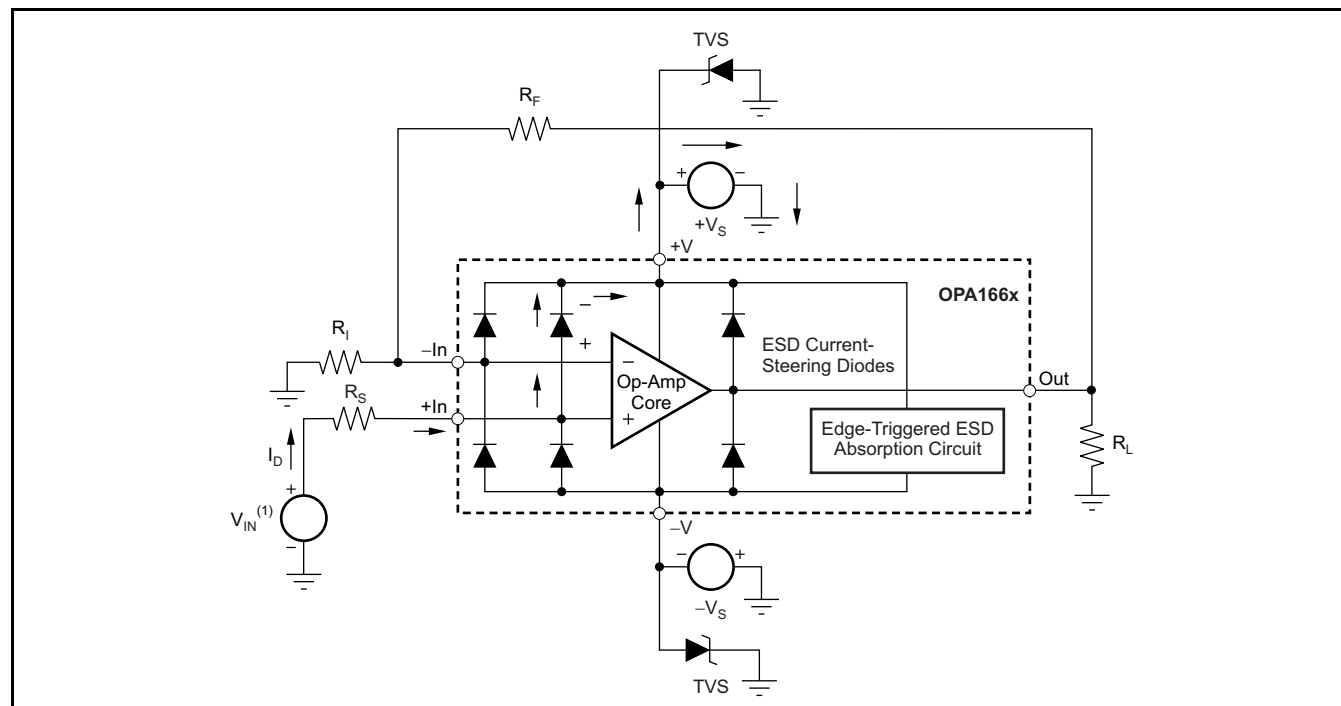 TVS
R_F
+ −
+V_S
+V
OPA166x
−
+
R_I
−In
−
Op-Amp
Core
+
ESD Current-
Steering Diodes
Out
R_S
+In
Edge-Triggered ESD
Absorption Circuit
R_L
I_D
+
V_IN^(1)
−
−V
− +
−V_S
TVS